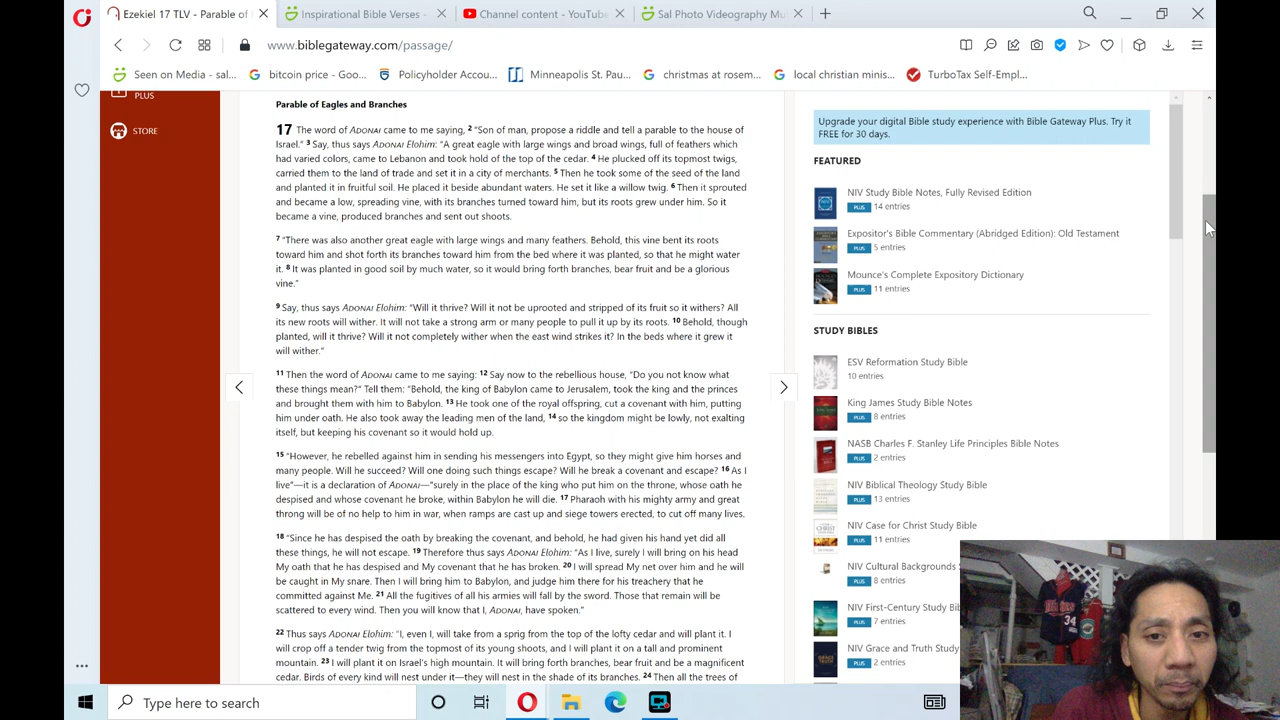 Ezekiel 17 TLV - Parable of
Inspirational Bible Verses -
Channel content - YouTube
Sal Photo Videography Mu
www.biblegateway.com/passage/
Seen on Media - sal...
bitcoin price - Goo...
Policyholder Accou...
Minneapolis St. Pau...
christmas at rosem...
local christian minis...
TurboTax Self-Empl...
PLUS
STORE
Parable of Eagles and Branches
17 The word of ADONAI came to me saying, 2 “Son of man, propose a riddle and tell a parable to the house of
Israel.” 3 Say, thus says ADONAI Elohim: “A great eagle with large wings and broad wings, full of feathers which
had varied colors, came to Lebanon and took hold of the top of the cedar. 4 He plucked off its topmost twigs,
carried them to the land of trade and set it in a city of merchants. 5 Then he took some of the seed of the land
and planted it in fruitful soil. He placed it beside abundant waters. He set it like a willow twig. 6 Then it sprouted
and became a low, spreading vine, with its branches turned toward him, but its roots grew under him. So it
became a vine, produced branches and sent out shoots.
7 “There was also another great eagle with large wings and many feathers. Behold, this vine bent its roots
toward him and shot forth its branches toward him from the bed where it was planted, so that he might water
it. 8 It was planted in good soil by much water, so it would bring forth branches, bear fruit and be a glorious
vine.”
9 Say, thus says ADONAI Elohim: “Will it thrive? Will it not be uprooted and stripped of its fruit so it withers? All
its new roots will wither. It will not take a strong arm or many people to pull it up by its roots. 10 Behold, though
planted, will it thrive? Will it not completely wither when the east wind strikes it? In the beds where it grew it
will wither.”
11 Then the word of ADONAI came to me saying: 12 Say now to the rebellious house, “Do you not know what
these things mean?” Tell them: “Behold, the king of Babylon came to Jerusalem, took the king and the princes
and brought them with him to Babylon. 13 He took one of the royal offspring, cut a covenant with him, putting
him under oath. He also took away the leading men of the land, 14 so the kingdom might be lowly, not exalting
itself, but keeping his covenant so it would hold up.
15 “However, he rebelled against him in sending his messengers into Egypt, so they might give him horses and
many people. Will he succeed? Will one doing such things escape? Will he break a covenant and escape? 16 As I
live”—it is a declaration of ADONAI—“surely in the place of the king who put him on the throne, whose oath he
despised and whose covenant he broke, within Babylon he will die. 17 Pharaoh with his mighty army and great
throng will be of no help to him in war, when ramps are cast up and siege towers erected, to cut off many lives.
18 “Since he has despised the oath by breaking the covenant, and behold, he had given his hand yet did all
these things, he will not escape. 19 Therefore thus says ADONAI Elohim: “As I live, surely I will bring on his head
My oath that he has despised and My covenant that he has broken. 20 I will spread My net over him and he will
be caught in My snare. Then I will bring him to Babylon, and judge him there for his treachery that he
committed against Me. 21 All the fugitives of all his armies will fall by the sword. Those that remain will be
scattered to every wind. Then you will know that I, ADONAI, have spoken.”
22 Thus says ADONAI Elohim: “I, even I, will take from a sprig from the top of the lofty cedar and will plant it. I
will crop off a tender twig from the topmost of its young shoots, and I will plant it on a tall and prominent
mountain. 23 I will plant it on Israel’s high mountain. It will bring forth branches, bear fruit and be a magnificent
cedar. Birds of every kind will nest under it—they will nest in the shade of its branches. 24 Then all the trees of
Upgrade your digital Bible study experience with Bible Gateway Plus. Try it
FREE for 30 days.
FEATURED
NIV Study Bible Notes, Fully Revised Edition
PLUS 14 entries
Expositor's Bible Commentary (Abridged Edition): Old Testament
PLUS 5 entries
Mounce's Complete Expository Dictionary
PLUS 11 entries
STUDY BIBLES
ESV Reformation Study Bible
10 entries
King James Study Bible Notes
PLUS 8 entries
NASB Charles F. Stanley Life Principles Bible Notes
PLUS 2 entries
NIV Biblical Theology Study Bible
PLUS 13 entries
NIV Case for Christ Study Bible
PLUS 11 entries
NIV Cultural Backgrounds
PLUS 8 entries
NIV First-Century Study
PLUS 7 entries
NIV Grace and Truth Study
PLUS 2 entries
34
Type here to search